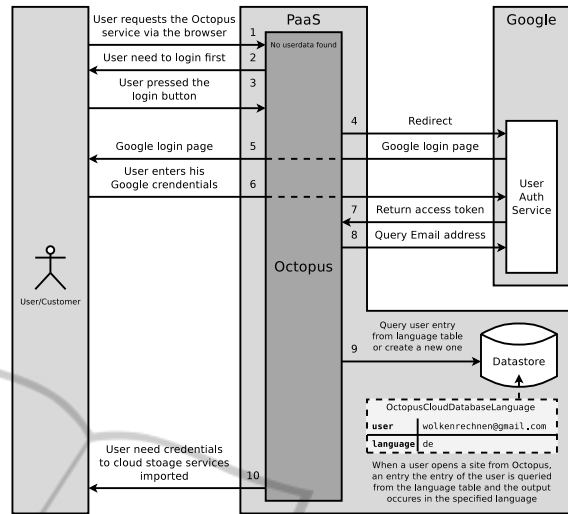 PaaS
Google
User requests the Octopus
service via the browser
1
No userdata found
User need to login first
2
User pressed the
login button
3
4
Redirect
Google login page
5
Google login page
User enters his
Google crendentials
6
User
Auth
Service
7
Return access token
8
Query Email address
Octopus
User/Customer
Query user entry
from language table
or create a new one
9
Datastore
OctopusCloudDatabaseLanguage
user wolkenrechnen@gmail.com
language de
User need credentials
to cloud stoage services
imported
10
When a user opens a site from Octopus,
an entry the entry of the user is queried
from the language table and the output
occures in the specified language